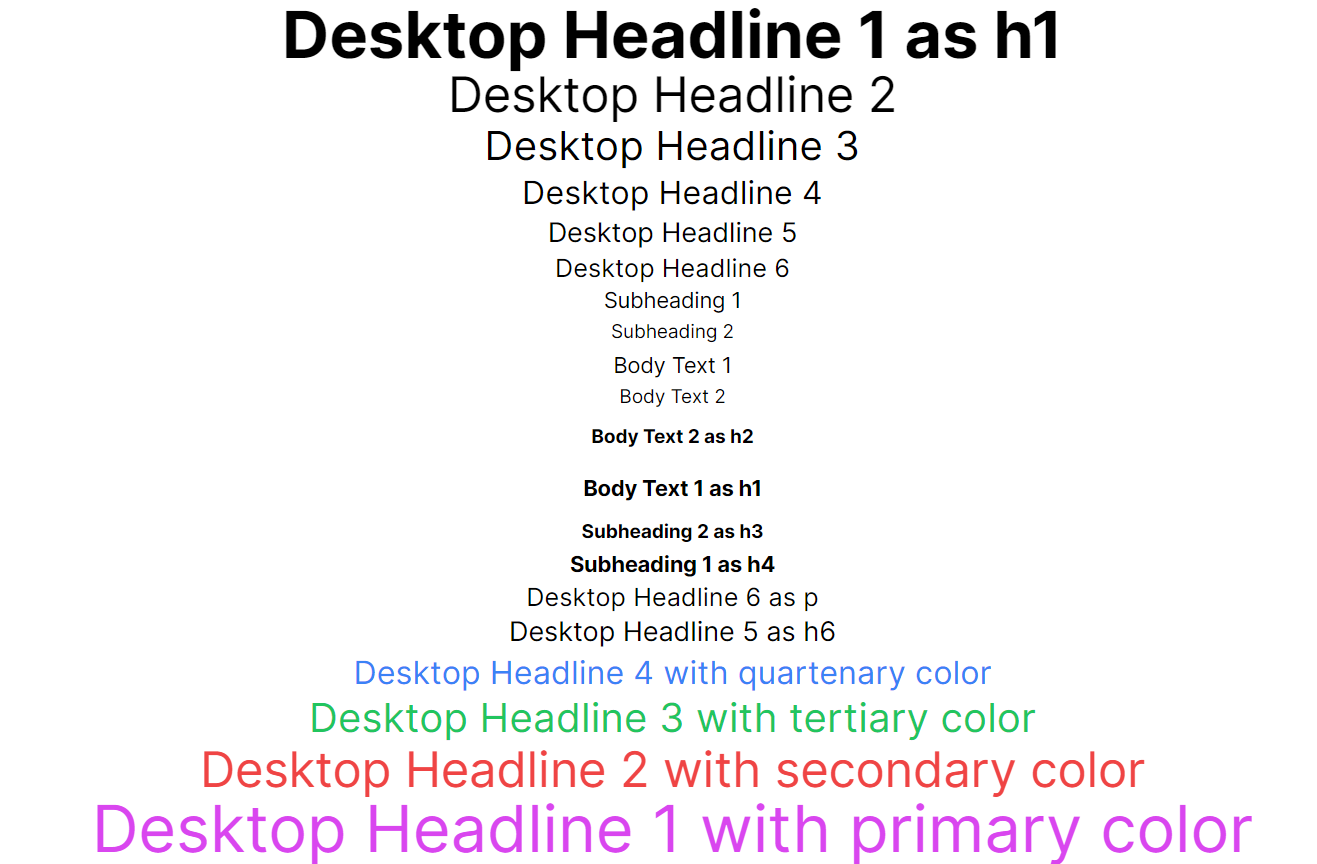 Desktop Headline 1 as h1
Desktop Headline 2
Desktop Headline 3
Desktop Headline 4
Desktop Headline 5
Desktop Headline 6
Subheading 1
Subheading 2
Body Text 1
Body Text 2
Body Text 2 as h2
Body Text 1 as h1
Subheading 2 as h3
Subheading 1 as h4
Desktop Headline 6 as p
Desktop Headline 5 as h6
Desktop Headline 4 with quartenary color
Desktop Headline 3 with tertiary color
Desktop Headline 2 with secondary color
Desktop Headline 1 with primary color